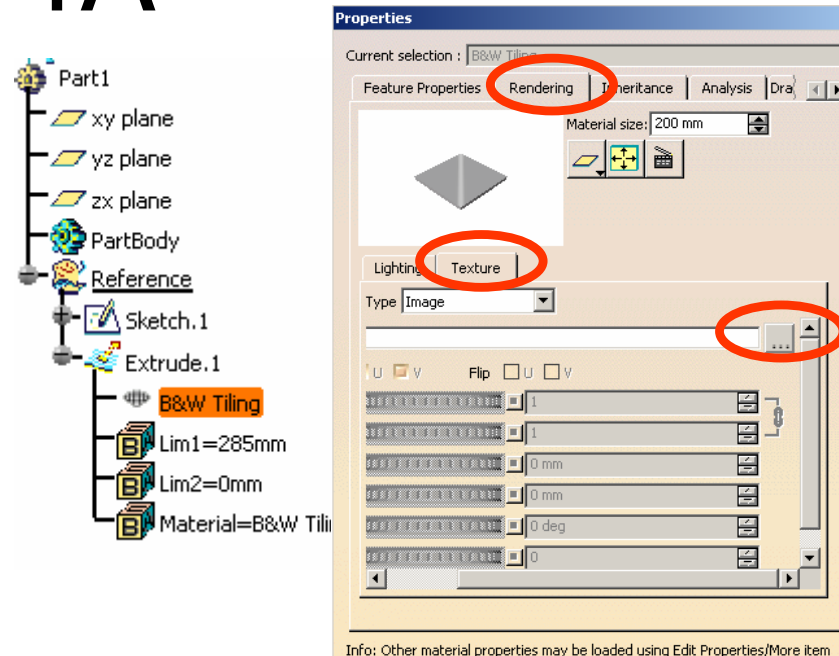 Part1
xy plane
yz plane
zx plane
PartBody
Reference
Sketch.1
Extrude.1
B&W Tiling
Lim1=285mm
Lim2=0mm
Material=B&W Tili
Properties
Current selection : B&W Tiling
Feature Properties Rendering Inheritance Analysis Dra
Material size: 200 mm
Lighting Texture
Type Image
...
U V Flip U V
1
1
0 mm
0 mm
0 deg
0
Info: Other material properties may be loaded using Edit Properties/More item